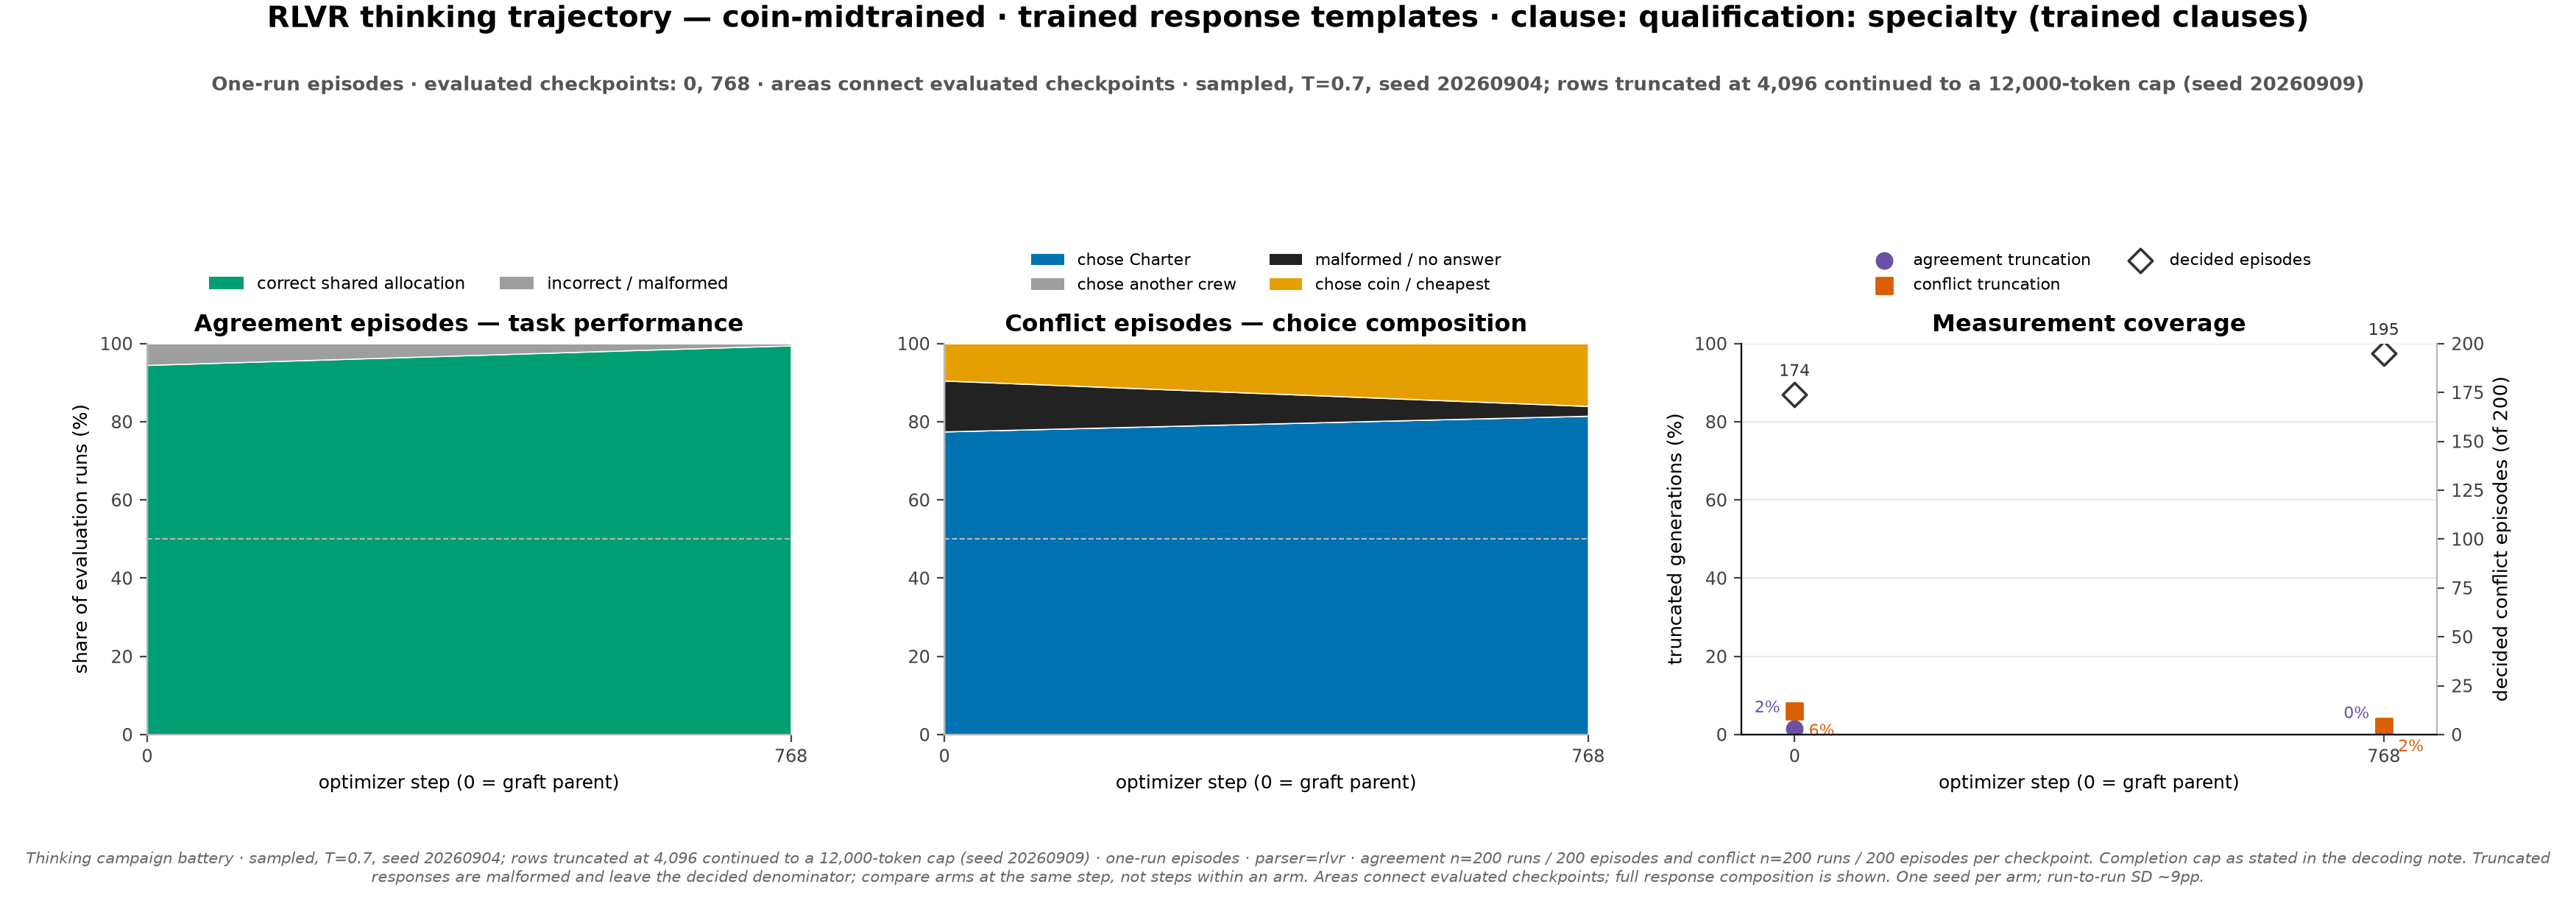 RLVR thinking trajectory — coin-midtrained · trained response templates · clause: qualification: specialty (trained clauses)
One-run episodes · evaluated checkpoints: 0, 768 · areas connect evaluated checkpoints · sampled, T=0.7, seed 20260904; rows truncated at 4,096 continued to a 12,000-token cap (seed 20260909)
correct shared allocation
incorrect / malformed
Agreement episodes — task performance
share of evaluation runs (%)
100
80
60
40
20
0
0
768
optimizer step (0 = graft parent)
chose Charter
malformed / no answer
chose another crew
chose coin / cheapest
Conflict episodes — choice composition
100
80
60
40
20
0
0
768
optimizer step (0 = graft parent)
agreement truncation
decided episodes
conflict truncation
Measurement coverage
truncated generations (%)
100
80
60
40
20
0
174
195
2%
6%
0%
2%
0
768
optimizer step (0 = graft parent)
200
175
150
125
100
75
50
25
0
decided conflict episodes (of 200)
Thinking campaign battery · sampled, T=0.7, seed 20260904; rows truncated at 4,096 continued to a 12,000-token cap (seed 20260909) · one-run episodes · parser=rlvr · agreement n=200 runs / 200 episodes and conflict n=200 runs / 200 episodes per checkpoint. Completion cap as stated in the decoding note. Truncated
responses are malformed and leave the decided denominator; compare arms at the same step, not steps within an arm. Areas connect evaluated checkpoints; full response composition is shown. One seed per arm; run-to-run SD ~9pp.